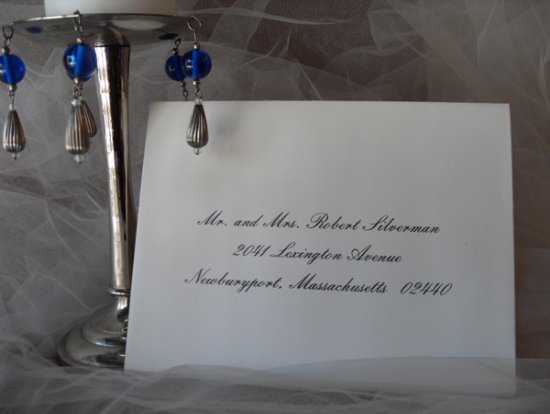 Mr. and Mrs. Robert Silverman
2041 Lexington Avenue
Newburyport, Massachusetts 02440